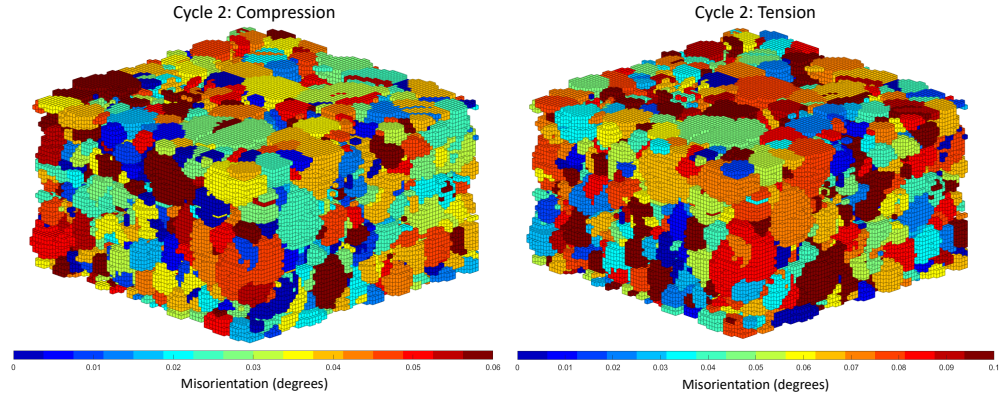 Cycle 2: Compression
Cycle 2: Tension
0 0.01 0.02 0.03 0.04 0.05 0.06
0 0.01 0.02 0.03 0.04 0.05 0.06 0.07 0.08 0.09 0.1
Misorientation (degrees)
Misorientation (degrees)